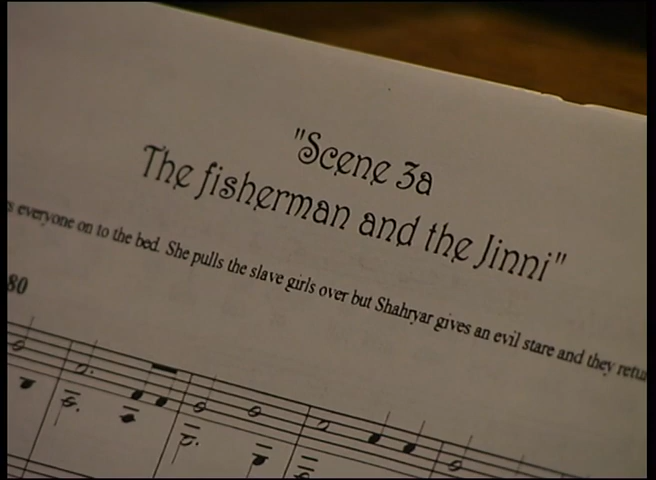 "Scene 3a
The fisherman and the Jinni"
everyone on to the bed. She pulls the slave girls over but Shahryar gives an evil stare and they
80